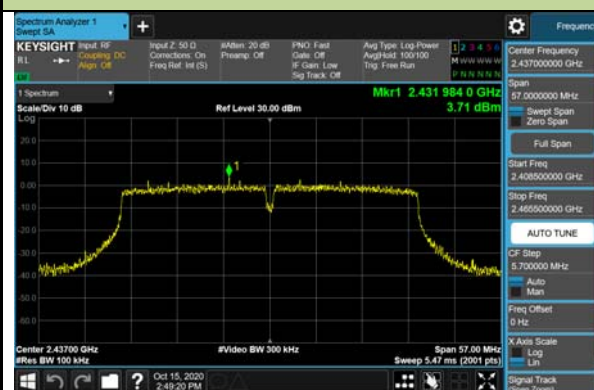 Spectrum Analyzer 1
Swept SA
Frequency
KEYSIGHT Input: RF
RL
Coupling: DC
Align: Off
Input Z: 50 Ω
Corrections: On
Freq Ref: Int (S)
#Atten: 20 dB
Preamp: Off
PNO: Fast
Gate: Off
IF Gain: Low
Sig Track: Off
Avg Type: Log-Power
Avg|Hold: 100/100
Trig: Free Run
1 2 3 4 5 6
M W W W W W
P N N N N N
1 Spectrum
Scale/Div 10 dB
Log
Ref Level 30.00 dBm
Mkr1 2.431 984 0 GHz
3.71 dBm
20.0
10.0
0.00
-10.0
-20.0
-30.0
-40.0
-50.0
-60.0
1
Center 2.43700 GHz
#Res BW 100 kHz
#Video BW 300 kHz
Span 57.00 MHz
Sweep 5.47 ms (2001 pts)
Center Frequency
2.437000000 GHz
Span
57.0000000 MHz
Swept Span
Zero Span
Full Span
Start Freq
2.408500000 GHz
Stop Freq
2.465500000 GHz
AUTO TUNE
CF Step
5.700000 MHz
Auto
Man
Freq Offset
0 Hz
X Axis Scale
Log
Lin
Signal Track
Oct 15, 2020
2:49:20 PM